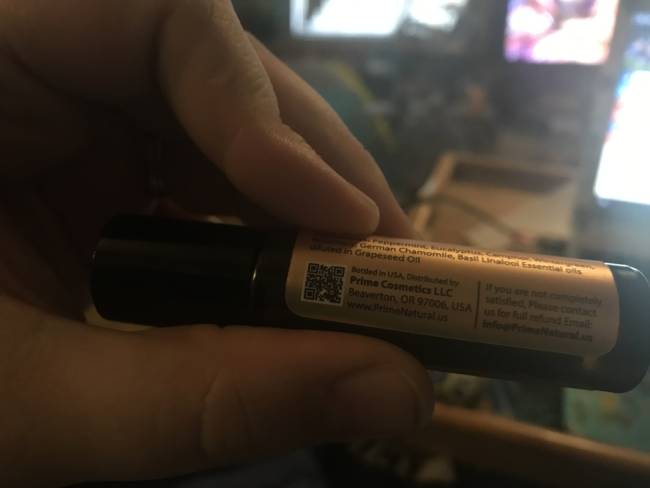 Peppermint, Eucalyptus, Camphor,
German Chamomile, Basil Linalool Essential oils
diluted in Grapeseed Oil
Bottled in USA, Distributed by
Prime Cosmetics LLC
Beaverton, OR 97006, USA
www.PrimeNatural.us
If you are not completely
satisfied, Please contact
us for full refund Email:
Info@PrimeNatural.us